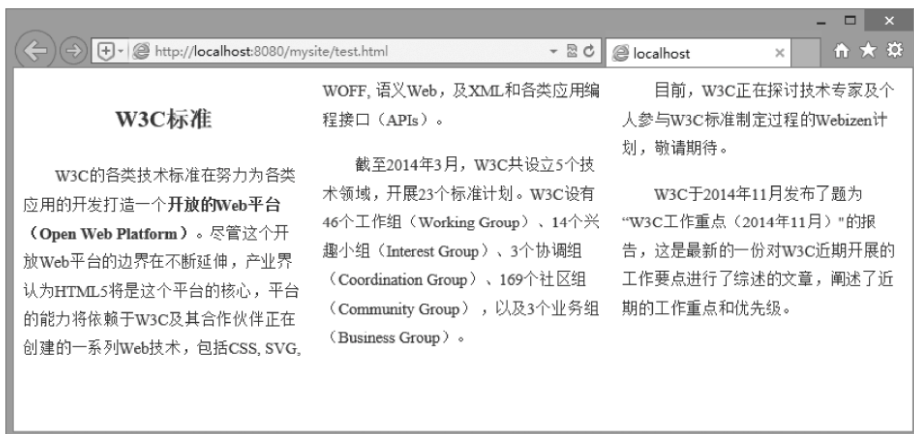 http://localhost:8080/mysite/test.html
localhost
W3C标准
W3C的各类技术标准在努力为各类
应用的开发打造一个开放的Web平台
（Open Web Platform）。尽管这个开
放Web平台的边界在不断延伸，产业界
认为HTML5将是这个平台的核心，平台
的能力将依赖于W3C及其合作伙伴正在
创建的一系列Web技术，包括CSS, SVG,
WOFF, 语义Web，及XML和各类应用编
程接口（APIs）。
截至2014年3月，W3C共设立5个技
术领域，开展23个标准计划。W3C设有
46个工作组（Working Group）、14个兴
趣小组（Interest Group）、3个协调组
（Coordination Group）、169个社区组
（Community Group），以及3个业务组
（Business Group）。
目前，W3C正在探讨技术专家及个
人参与W3C标准制定过程的Webizen计
划，敬请期待。
W3C于2014年11月发布了题为
“W3C工作重点（2014年11月）"的报
告，这是最新的一份对W3C近期开展的
工作要点进行了综述的文章，阐述了近
期的工作重点和优先级。